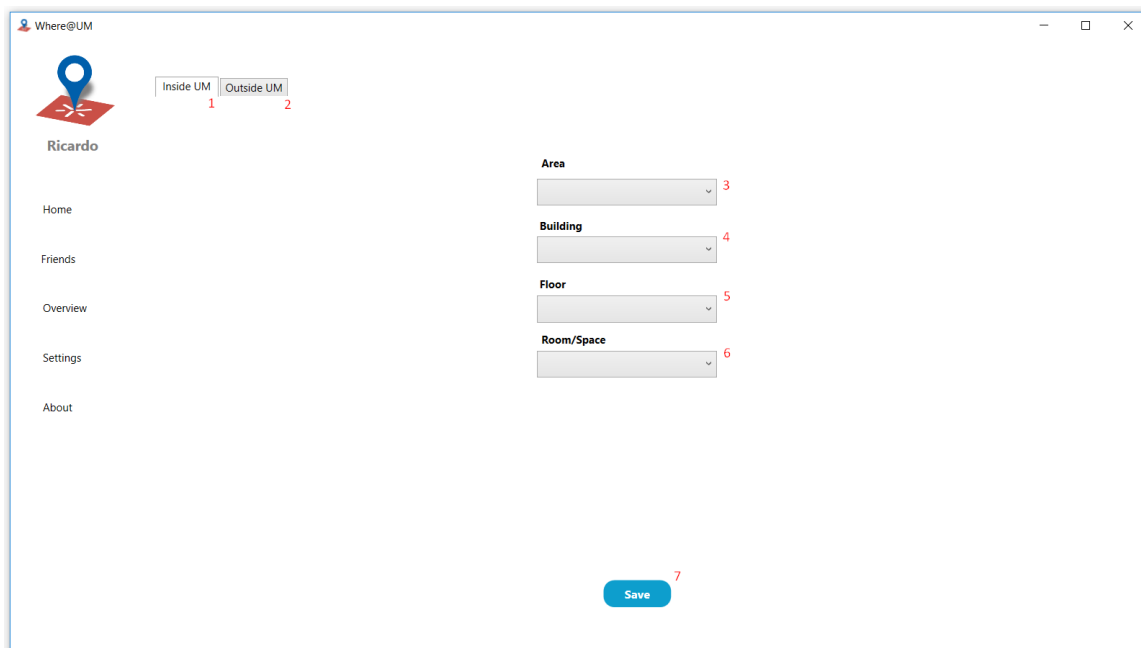 Where@UM
Inside UM
Outside UM
1
2
Ricardo
Home
Friends
Overview
Settings
About
Area
3
Building
4
Floor
5
Room/Space
6
7
Save